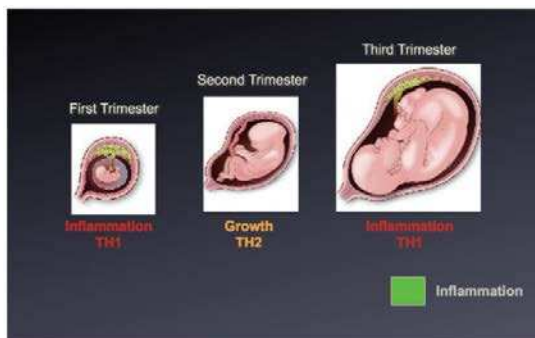 First Trimester
Second Trimester
Third Trimester
Inflammation
TH1
Growth
TH2
Inflammation
TH1
Inflammation